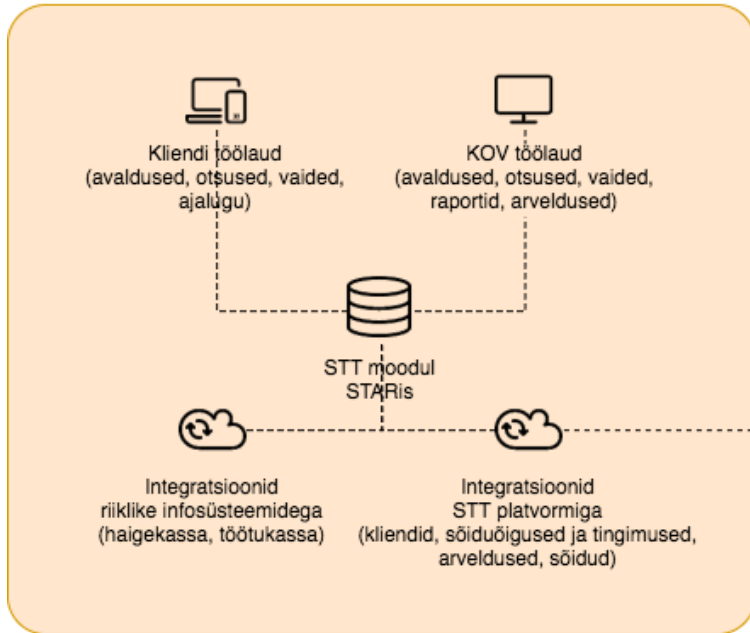 Kliendi töölaud
(avaldused, otsused, vaided,
ajalugu)
KOV töölaud
(avaldused, otsused, vaided,
raportid, arveldused)
STT moodul
STARis
Integratsioonid
riiklike infosüsteemidega
(haigekassa, töötukassa)
Integratsioonid
STT platvormiga
(kliendid, sõiduõigused ja tingimused,
arveldused, sõidud)